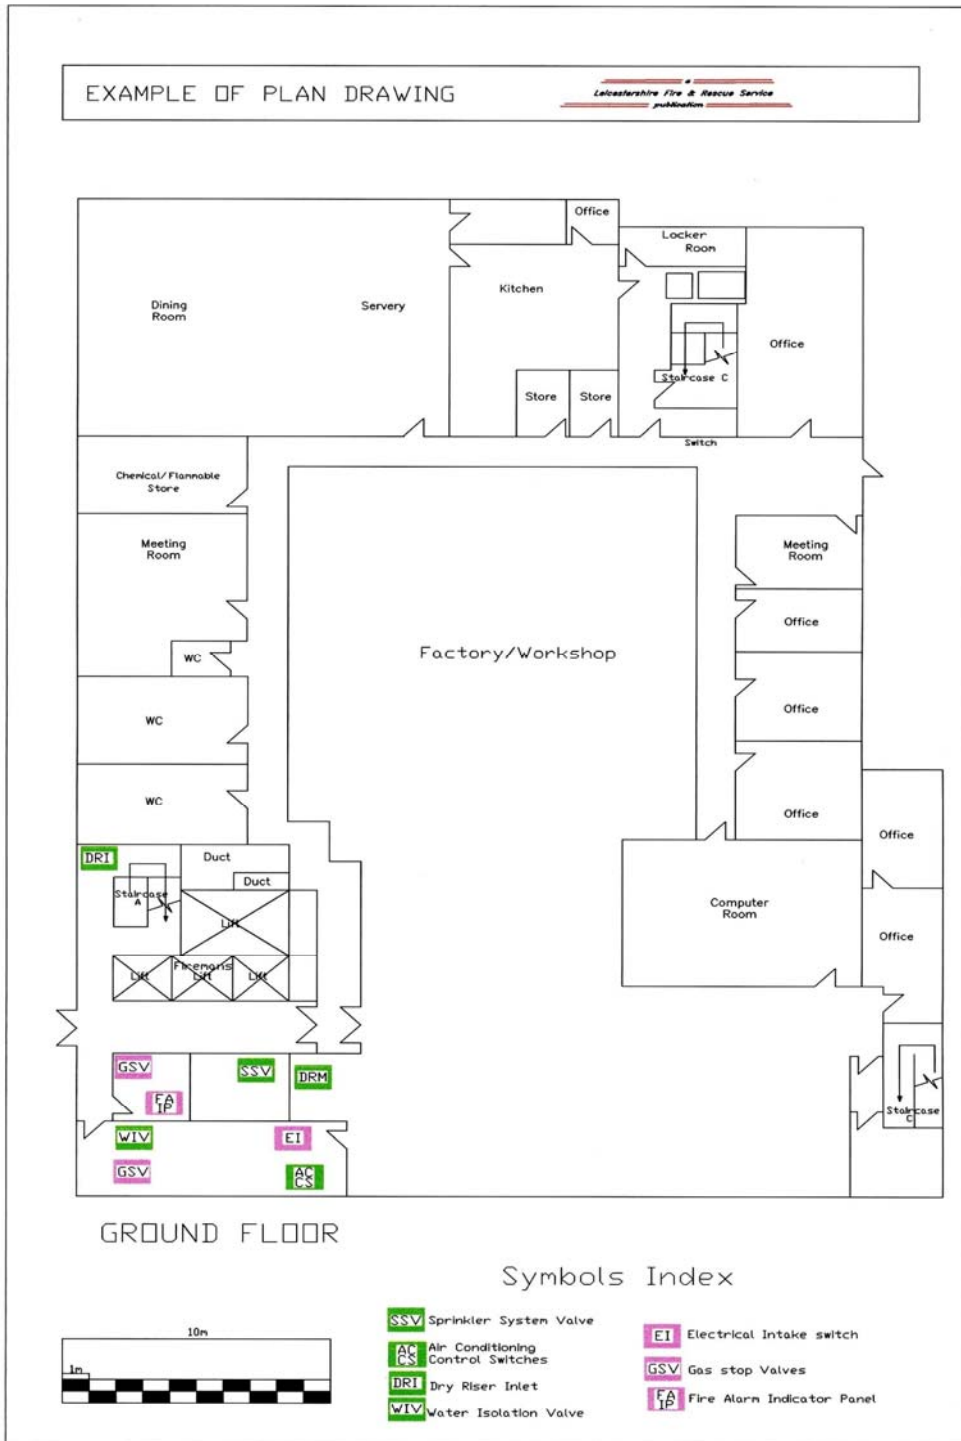 EXAMPLE OF PLAN DRAWING
a
Leicestershire Fire & Rescue Service
publication
Office
Locker
Room
Dining
Room
Servery
Kitchen
Office
Store
Store
Staircase C
Switch
Chemical/Flammable
Store
Meeting
Room
Meeting
Room
Office
WC
Factory/Workshop
WC
Office
WC
Office
Office
DRI
Duct
Duct
Staircase
A
Lift
Computer
Room
Office
Firemans
Lift
Lift
Lift
GSV
SSV
DRM
FA
IP
Staircase
C
WIV
EI
GSV
AC
CS
GROUND FLOOR
Symbols Index
10m
1m
SSV Sprinkler System Valve
AC Air Conditioning
CS Control Switches
DRI Dry Riser Inlet
WIV Water Isolation Valve
EI Electrical Intake switch
GSV Gas stop Valves
FA
IP Fire Alarm Indicator Panel